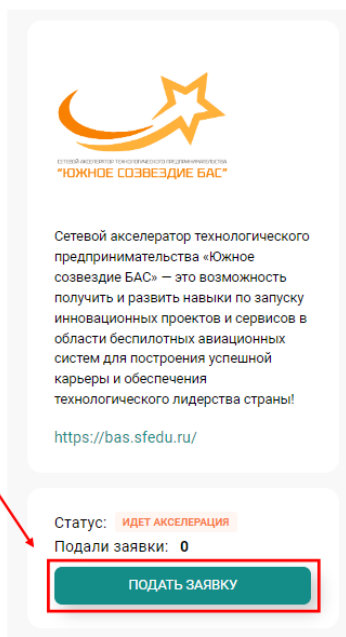 СЕТЕВОЙ АКСЕЛЕРАТОР ТЕХНОЛОГИЧЕСКОГО ПРЕДПРИНИМАТЕЛЬСТВА
"ЮЖНОЕ СОЗВЕЗДИЕ БАС"
Сетевой акселератор технологического
предпринимательства «Южное
созвездие БАС» — это возможность
получить и развить навыки по запуску
инновационных проектов и сервисов в
области беспилотных авиационных
систем для построения успешной
карьеры и обеспечения
технологического лидерства страны!
https://bas.sfedu.ru/
Статус: ИДЕТ АКСЕЛЕРАЦИЯ
Подали заявки: 0
ПОДАТЬ ЗАЯВКУ